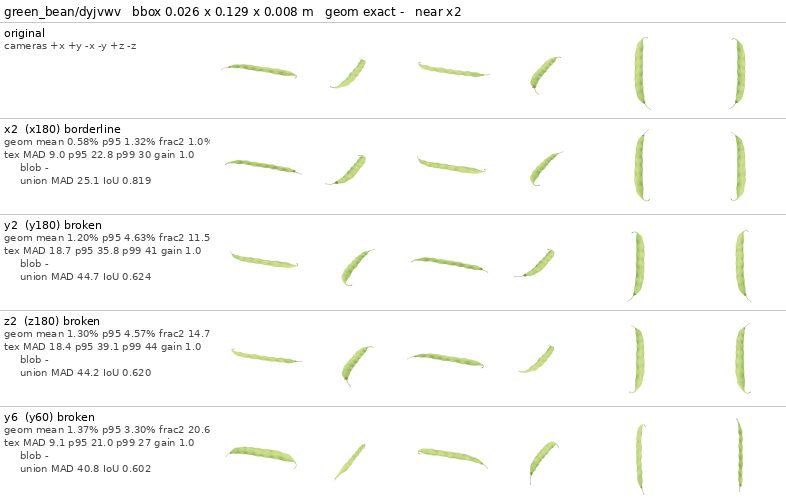 green_bean/dyjvwv bbox 0.026 x 0.129 x 0.008 m geom exact - near x2
original
cameras +x +y -x -y +z -z
x2 (x180) borderline
geom mean 0.58% p95 1.32% frac2 1.0%
tex MAD 9.0 p95 22.8 p99 30 gain 1.0
blob -
union MAD 25.1 IoU 0.819
y2 (y180) broken
geom mean 1.20% p95 4.63% frac2 11.5
tex MAD 18.7 p95 35.8 p99 41 gain 1.0
blob -
union MAD 44.7 IoU 0.624
z2 (z180) broken
geom mean 1.30% p95 4.57% frac2 14.7
tex MAD 18.4 p95 39.1 p99 44 gain 1.0
blob -
union MAD 44.2 IoU 0.620
y6 (y60) broken
geom mean 1.37% p95 3.30% frac2 20.6
tex MAD 9.1 p95 21.0 p99 27 gain 1.0
blob -
union MAD 40.8 IoU 0.602